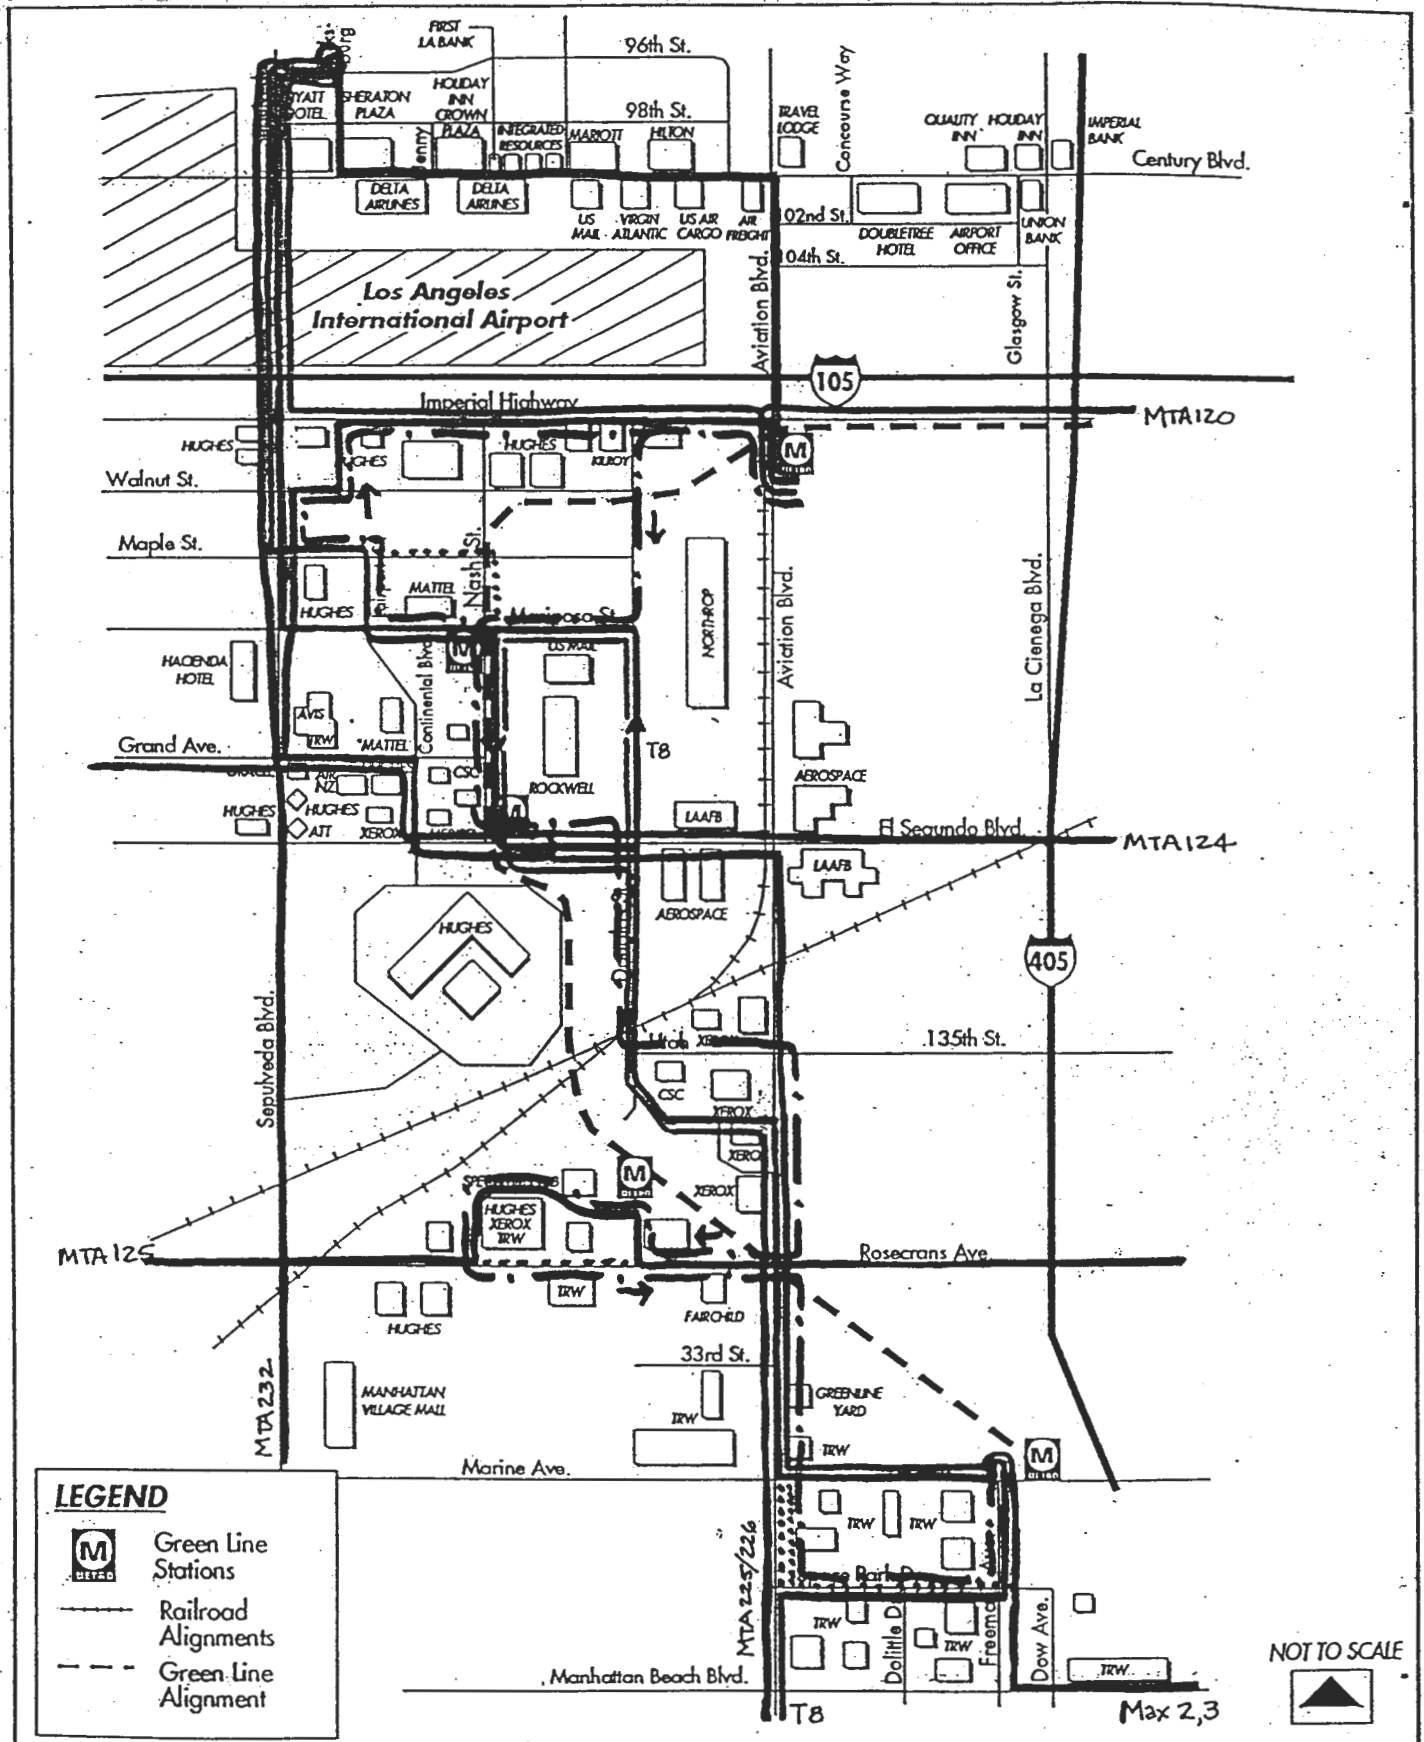 FIRST
LA BANK
96th St.
Concourse Way
HOLIDAY
INN
CROWN
PLAZA
SHERATON
PLAZA
98th St.
INTEGRATED
RESOURCES
MARIOTT
HILTON
TRAVEL
LODGE
QUALITY
INN
HOLIDAY
INN
IMPERIAL
BANK
Century Blvd.
DELTA
AIRLINES
DELTA
AIRLINES
US
MAIL
VIRGIN
ATLANTIC
US AIR
CARGO
AIR
FREIGHT
02nd St.
DOUBLETREE
HOTEL
AIRPORT
OFFICE
UNION
BANK
04th St.
Los Angeles
International Airport
Aviation Blvd.
Glasgow St.
105
Imperial Highway
MTA120
HUGHES
HUGHES
KILROY
M
Walnut St.
Maple St.
Nash St.
HUGHES
MATTEL
Mariposa St.
NORTHROP
Aviation Blvd.
La Cienega Blvd.
HACIENDA
HOTEL
M
US MAIL
Continental Blvd.
AVIS
TRW
MATTEL
Grand Ave.
T8
ROCKWELL
AEROSPACE
AIR
NZ
CSC
HUGHES
HUGHES
ATT
XEROX
LAAFB
El Segundo Blvd
MTA124
LAAFB
AEROSPACE
HUGHES
405
Sepulveda Blvd.
135th St.
CSC
XEROX
M
XEROX
HUGHES
XEROX
TRW
MTA125
Rosecrans Ave
TRW
FAIRCHILD
HUGHES
33rd St.
MTA232
MANHATTAN
VILLAGE MALL
GREENLINE
YARD
TRW
TRW
M
Marine Ave.
TRW
TRW
MTA225/226
TRW
TRW
Dow Ave.
TRW
Manhattan Beach Blvd.
T8
Max 2,3
LEGEND
M
METRO
Green Line
Stations
Railroad
Alignments
Green Line
Alignment
NOT TO SCALE